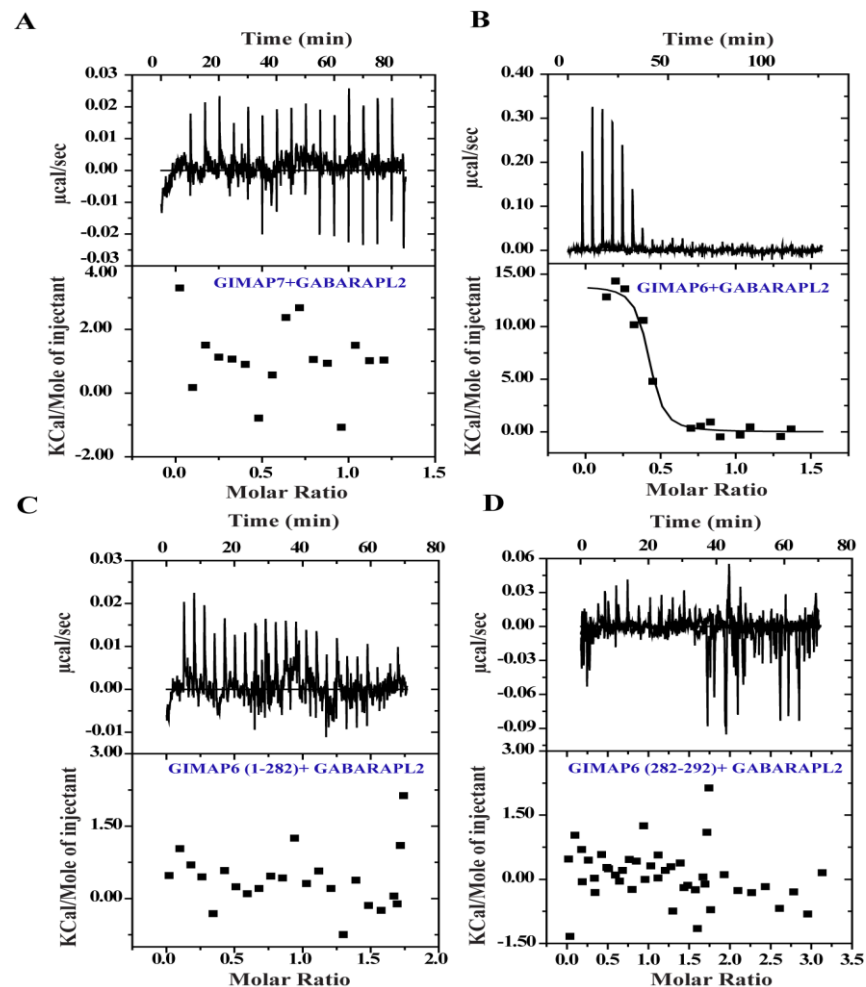 A
Time (min)
0 20 40 60 80
0.03
0.02
0.01
0.00
-0.01
-0.02
-0.03
µcal/sec
4.00
2.00
0.00
-2.00
KCal/Mole of injectant
GIMAP7+GABARAPL2
0.0 0.5 1.0 1.5
Molar Ratio
B
Time (min)
0 50 100
0.40
0.30
0.20
0.10
0.00
µcal/sec
15.00
10.00
5.00
0.00
KCal/Mole of injectant
GIMAP6+GABARAPL2
0.0 0.5 1.0 1.5
Molar Ratio
C
Time (min)
0 20 40 60 80
0.03
0.02
0.01
0.00
-0.01
µcal/sec
3.00
1.50
0.00
KCal/Mole of injectant
GIMAP6 (1-282)+ GABARAPL2
0.0 0.5 1.0 1.5 2.0
Molar Ratio
D
Time (min)
0 10 20 30 40 50 60 70 80
0.06
0.03
0.00
-0.03
-0.06
-0.09
µcal/sec
3.00
1.50
0.00
-1.50
KCal/Mole of injectant
GIMAP6 (282-292)+ GABARAPL2
0.0 0.5 1.0 1.5 2.0 2.5 3.0 3.5
Molar Ratio